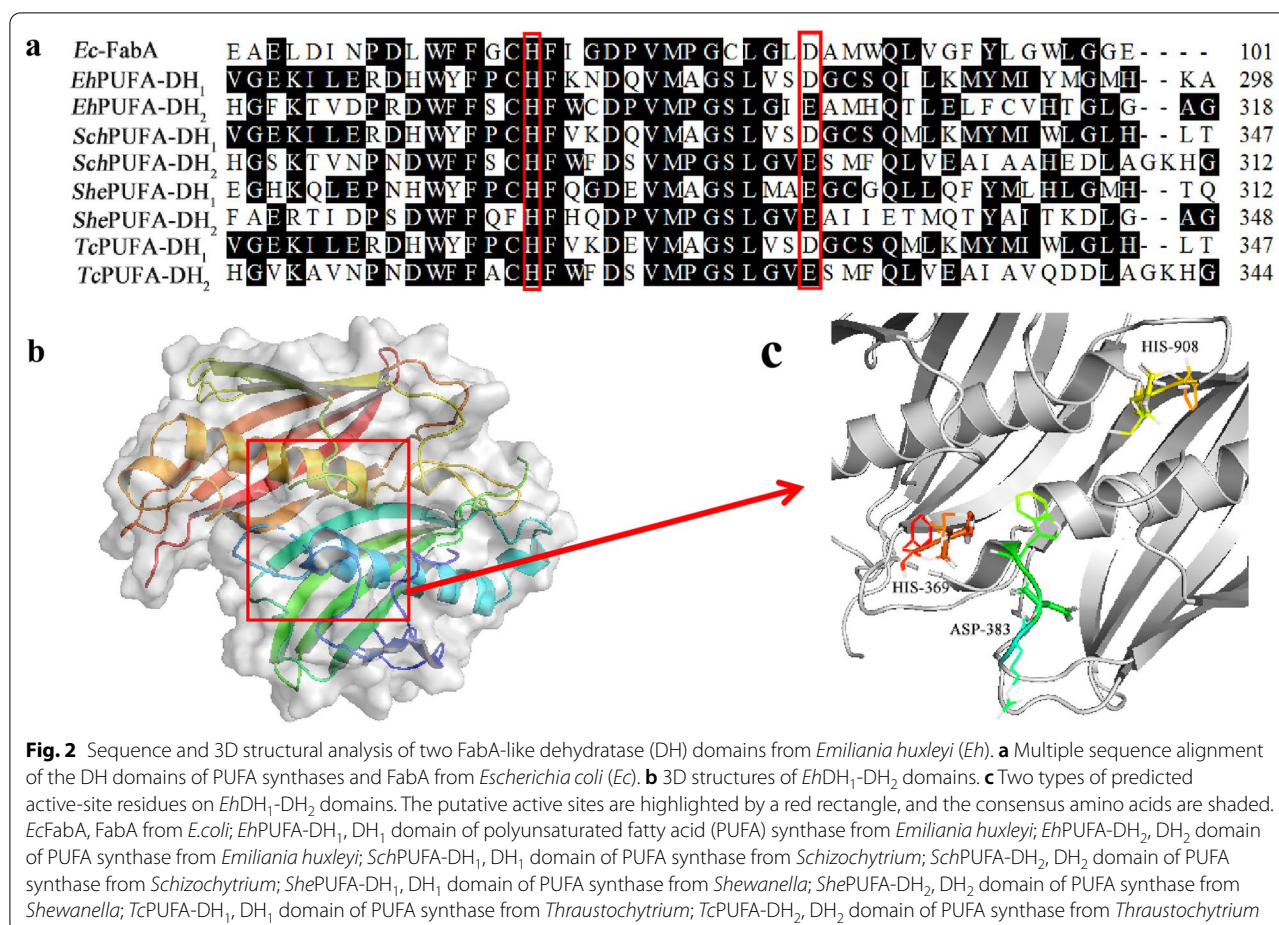 a
Ec-FabA EAELDINPDLWFFGCHFIGDPVMPGCLGLDAMWQLVGFYLGWLGGE---- 101
EhPUFA-DH1 VGEKILERDHWYFPCHFKNDQVMAGSLVSDGCSQILKMYMIYMGMH--KA 298
EhPUFA-DH2 HGFKTVDPRDWFFSCHFWCDPVMPGSLGIEAMHQTLELFCVHTGLG--AG 318
SchPUFA-DH1 VGEKILERDHWYFPCHFVKDQVMAGSLVSDGCSQMLKMYMIWLGLH--LT 347
SchPUFA-DH2 HGSKTVNPNDWFFSCHFWFDSVMPGSLGVESMFQLVEAIAAHEDLAGKHG 312
ShePUFA-DH1 EGHKQLEPNHWYFPCHFQGDEVMAGSLMAEGCGQLLQFYMLHLGMH--TQ 312
ShePUFA-DH2 FAERTIDPSDWFFQFHFHQDPVMPGSLGVEAIIETMQTYAITKDLG--AG 348
TcPUFA-DH1 VGEKILERDHWYFPCHFVKDEVMAGSLVSDGCSQMLKMYMIWLGLH--LT 347
TcPUFA-DH2 HGVKAVNPNDWFFACHFWFDSVMPGSLGVESMFQLVEAIAVQDDLAGKHG 344
b
c
HIS-908
HIS-369
ASP-383
Fig. 2 Sequence and 3D structural analysis of two FabA-like dehydratase (DH) domains from Emiliania huxleyi (Eh). a Multiple sequence alignment
of the DH domains of PUFA synthases and FabA from Escherichia coli (Ec). b 3D structures of EhDH1-DH2 domains. c Two types of predicted
active-site residues on EhDH1-DH2 domains. The putative active sites are highlighted by a red rectangle, and the consensus amino acids are shaded.
EcFabA, FabA from E.coli; EhPUFA-DH1, DH1 domain of polyunsaturated fatty acid (PUFA) synthase from Emiliania huxleyi; EhPUFA-DH2, DH2 domain
of PUFA synthase from Emiliania huxleyi; SchPUFA-DH1, DH1 domain of PUFA synthase from Schizochytrium; SchPUFA-DH2, DH2 domain of PUFA
synthase from Schizochytrium; ShePUFA-DH1, DH1 domain of PUFA synthase from Shewanella; ShePUFA-DH2, DH2 domain of PUFA synthase from
Shewanella; TcPUFA-DH1, DH1 domain of PUFA synthase from Thraustochytrium; TcPUFA-DH2, DH2 domain of PUFA synthase from Thraustochytrium